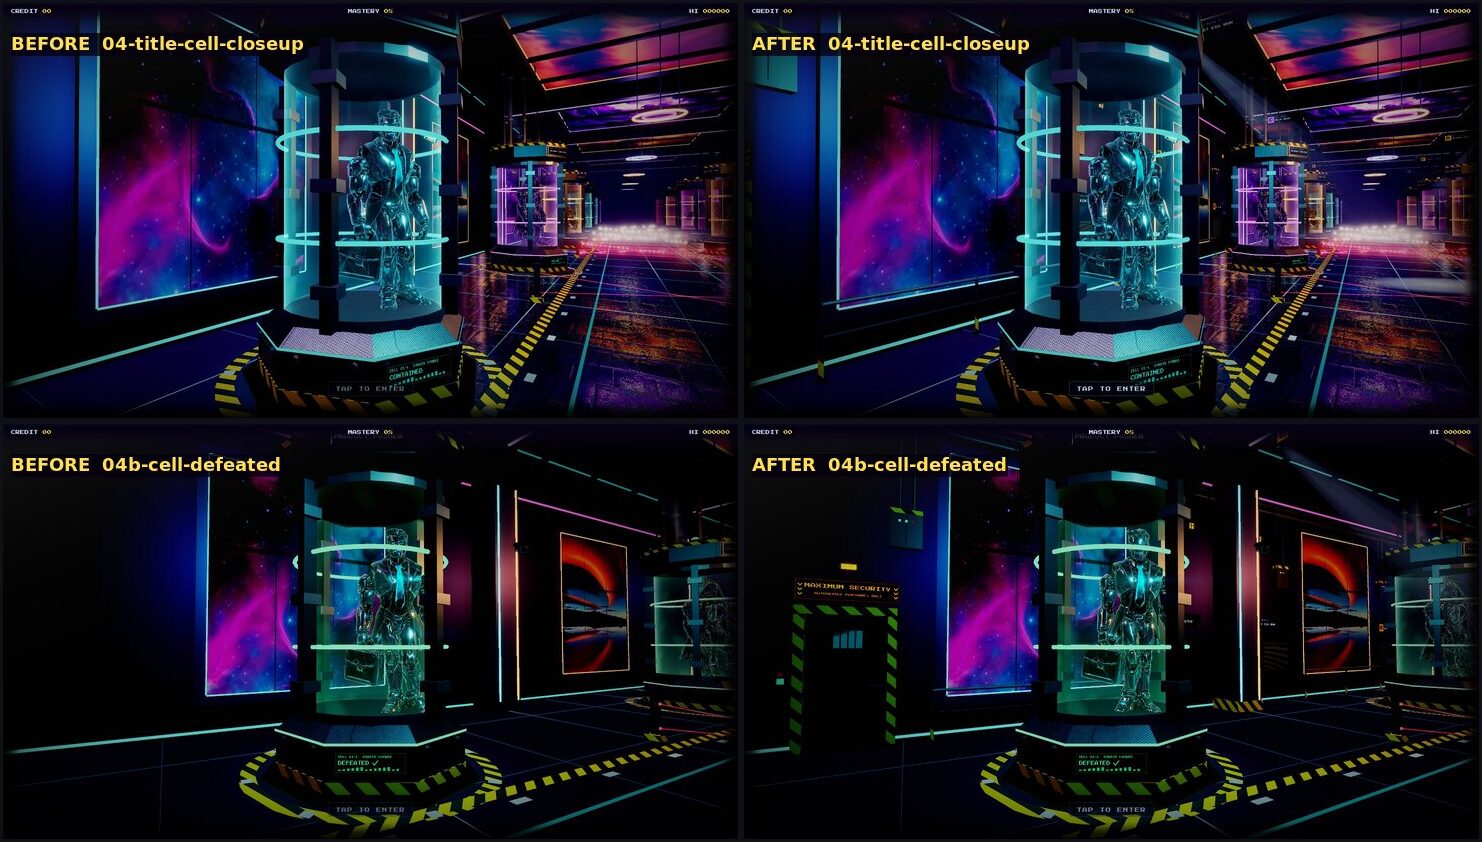 CREDIT 00 MASTERY 0% HI 000000
BEFORE 04-title-cell-closeup
CONTAINED
TAP TO ENTER
CREDIT 00 MASTERY 0% HI 000000
AFTER 04-title-cell-closeup
CONTAINED
TAP TO ENTER
CREDIT 00 MASTERY 0% HI 000000
BEFORE 04b-cell-defeated
DEFEATED ✓
TAP TO ENTER
CREDIT 00 MASTERY 0% HI 000000
AFTER 04b-cell-defeated
MAXIMUM SECURITY
AUTHORIZED PERSONNEL ONLY
DEFEATED ✓
TAP TO ENTER